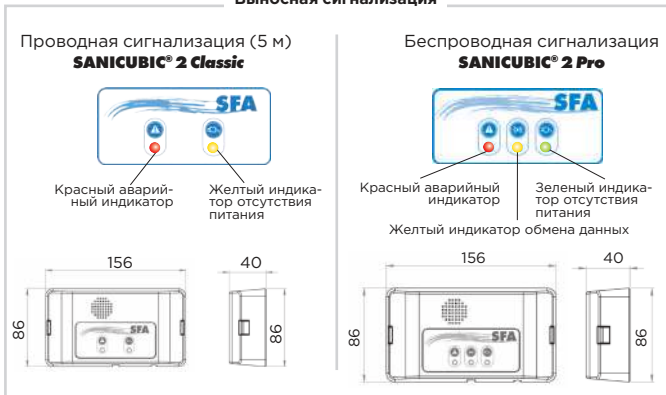 Выносная сигнализация
Проводная сигнализация (5 м)
SANICUBIC® 2 Classic
SFA
Красный аварий-
ный индикатор
Желтый индика-
тор отсутствия
питания
156
40
86
86
SFA
Беспроводная сигнализация
SANICUBIC® 2 Pro
SFA
Красный аварийный
индикатор
Зеленый индика-
тор отсутствия
питания
Желтый индикатор обмена данных
156
40
86
86
SFA